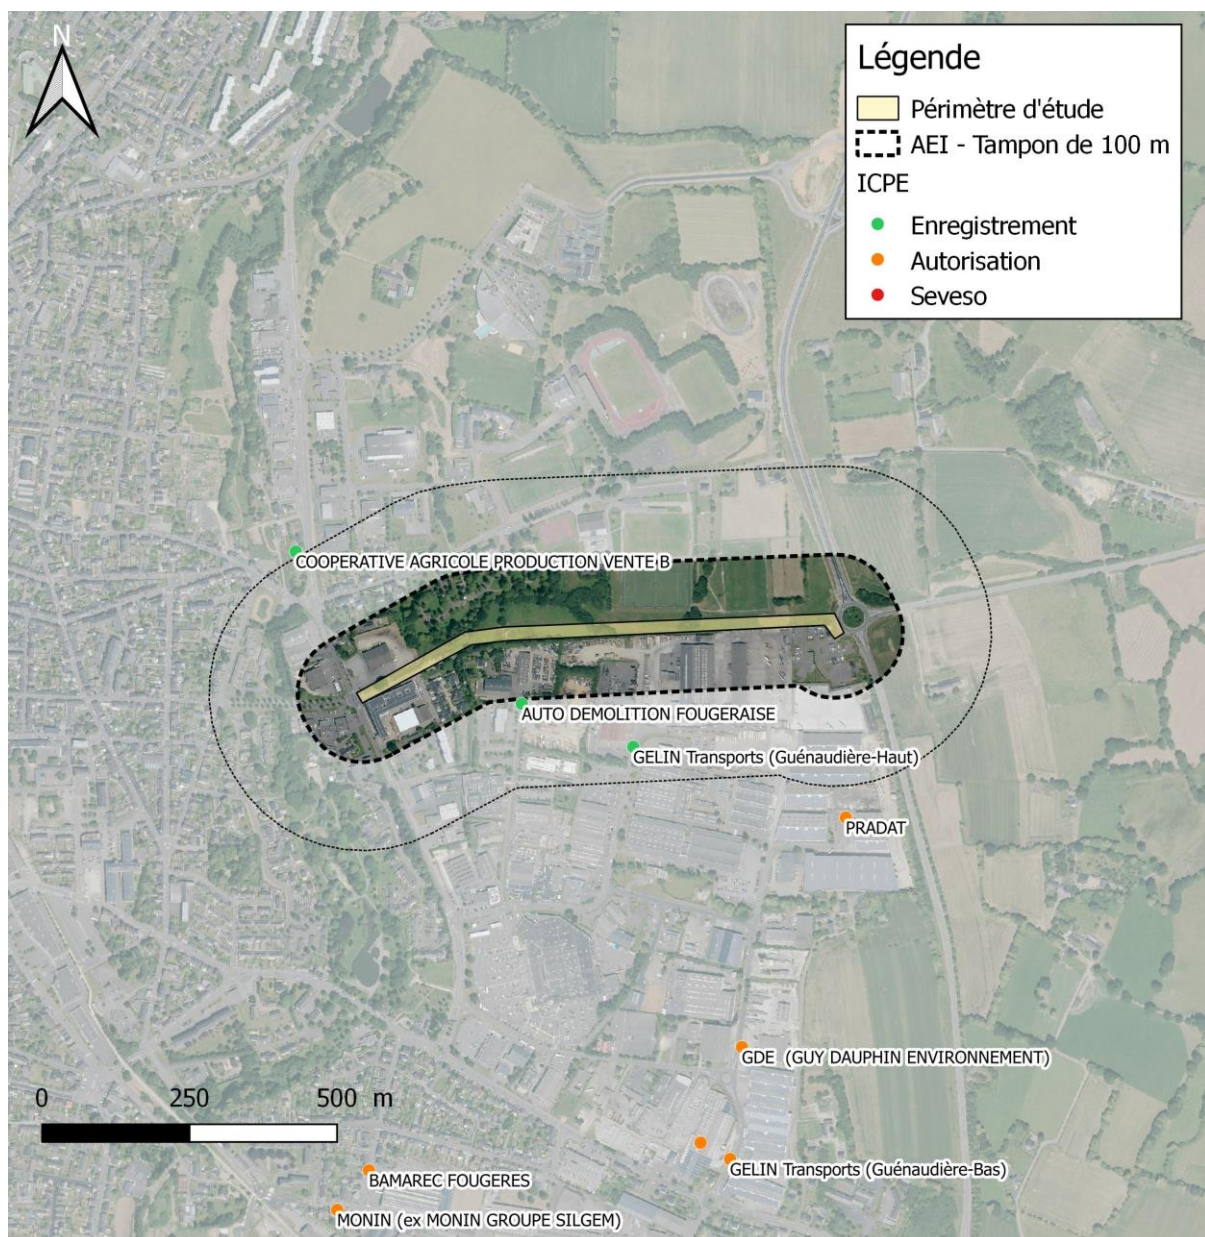 N
Légende
Périmètre d'étude
AEI - Tampon de 100 m
ICPE
Enregistrement
Autorisation
Seveso
COOPERATIVE AGRICOLE PRODUCTION VENTE B
AUTO DEMOLITION FOUGERAISE
GELIN Transports (Guénaudière-Haut)
PRADAT
GDE (GUY DAUPHIN ENVIRONNEMENT)
0 250 500 m
GELIN Transports (Guénaudière-Bas)
BAMAREC FOUGERES
MONIN (ex MONIN GROUPE SILGEM)